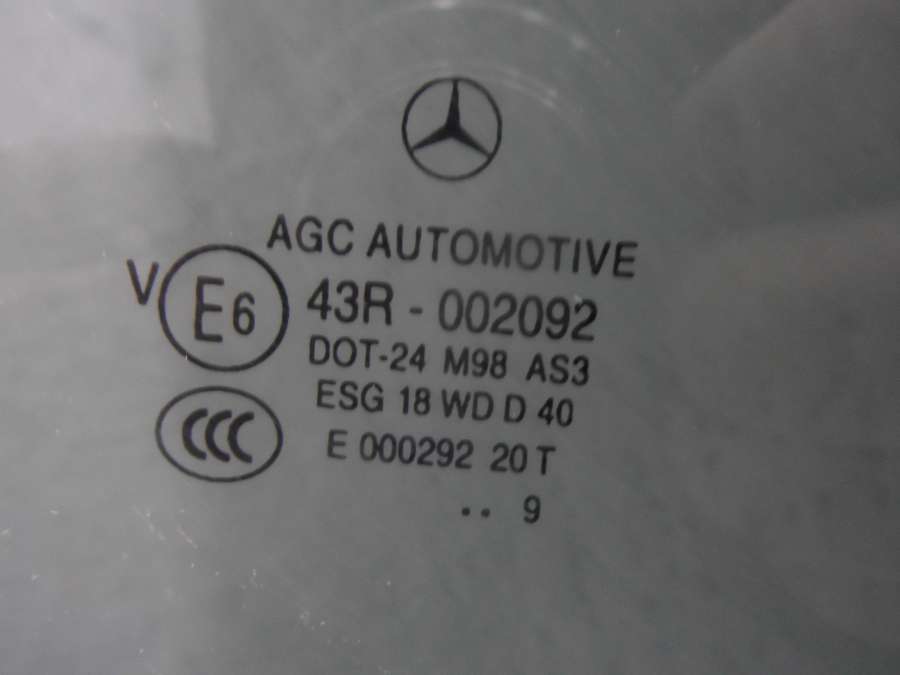 AGC AUTOMOTIVE
V E6 43R - 002092
DOT-24 M98 AS3
ESG 18 WD D 40
CCC E 000292 20 T
.. 9